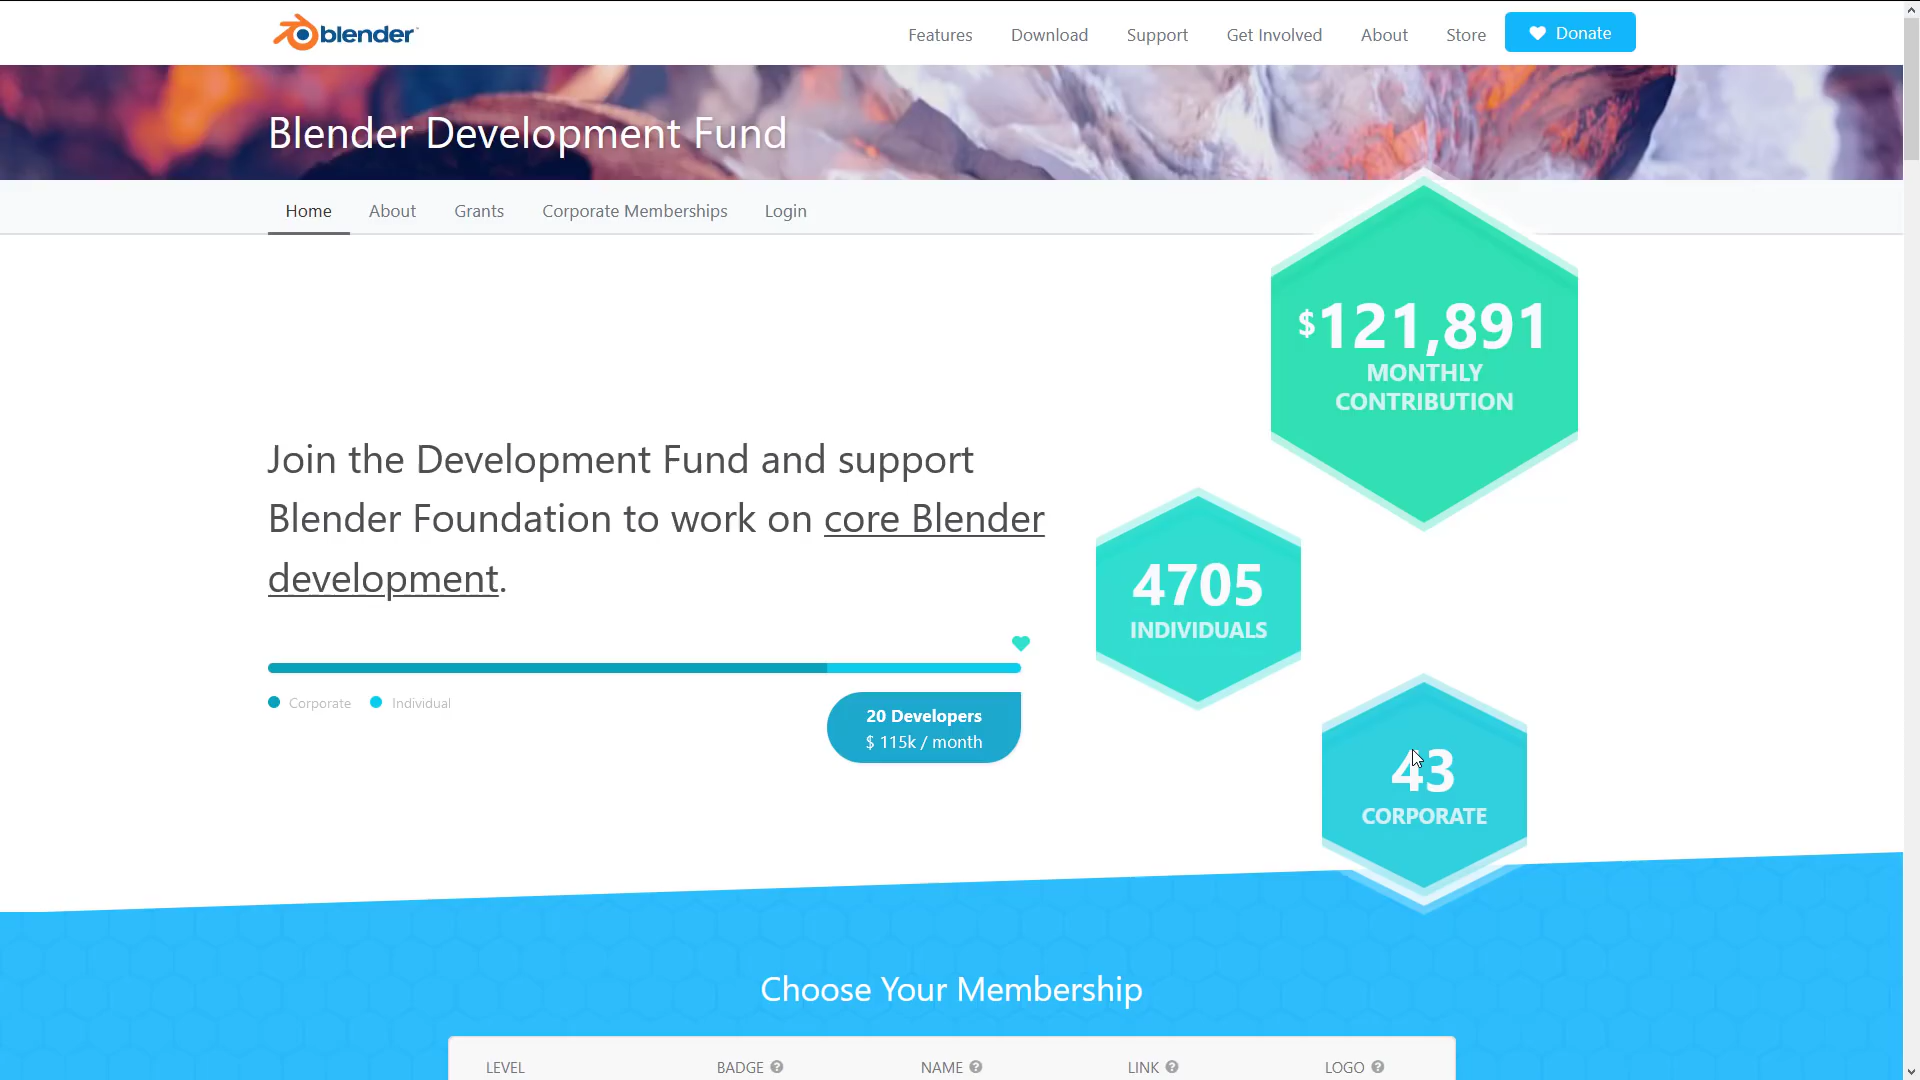 blender
Features
Download
Support
Get Involved
About
Store
Donate
Blender Development Fund
Home
About
Grants
Corporate Memberships
Login
$121,891
MONTHLY
CONTRIBUTION
Join the Development Fund and support
Blender Foundation to work on core Blender
development.
4705
INDIVIDUALS
Corporate
Individual
20 Developers
$ 115k / month
43
CORPORATE
Choose Your Membership
LEVEL
BADGE ?
NAME ?
LINK ?
LOGO ?